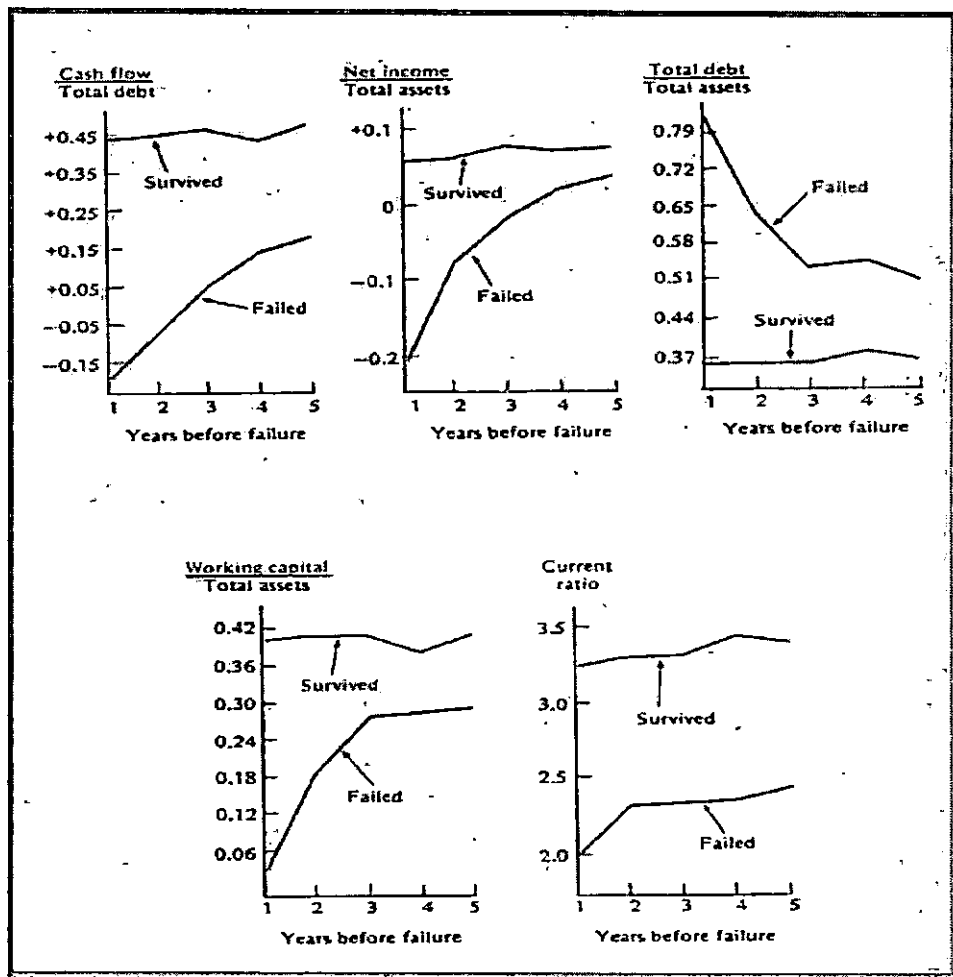 Cash flow
Total debt
+0.45
+0.35
+0.25
+0.15
+0.05
−0.05
−0.15
Survived
Failed
1 2 3 4 5
Years before failure
Net income
Total assets
+0.1
0
−0.1
−0.2
Survived
Failed
1 2 3 4 5
Years before failure
Total debt
Total assets
0.79
0.72
0.65
0.58
0.51
0.44
0.37
Failed
Survived
1 2 3 4 5
Years before failure
Working capital
Total assets
0.42
0.36
0.30
0.24
0.18
0.12
0.06
Survived
Failed
1 2 3 4 5
Years before failure
Current
ratio
3.5
3.0
2.5
2.0
Survived
Failed
1 2 3 4 5
Years before failure